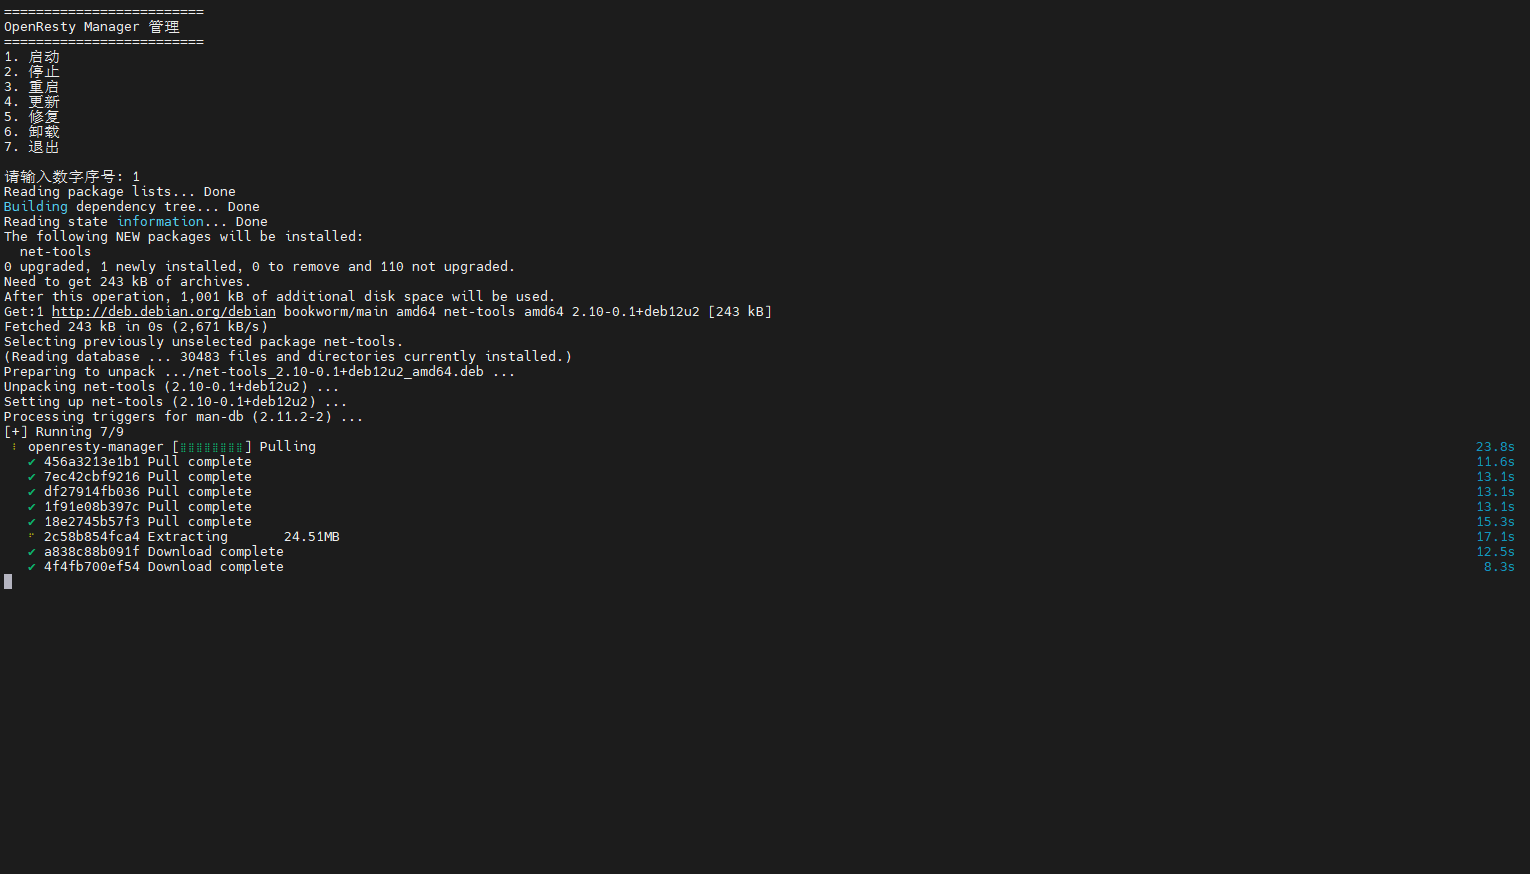 =========================
OpenResty Manager 管理
=========================
1. 启动
2. 停止
3. 重启
4. 更新
5. 修复
6. 卸载
7. 退出
请输入数字序号: 1
Reading package lists... Done
Building dependency tree... Done
Reading state information... Done
The following NEW packages will be installed:
  net-tools
0 upgraded, 1 newly installed, 0 to remove and 110 not upgraded.
Need to get 243 kB of archives.
After this operation, 1,001 kB of additional disk space will be used.
Get:1 http://deb.debian.org/debian bookworm/main amd64 net-tools amd64 2.10-0.1+deb12u2 [243 kB]
Fetched 243 kB in 0s (2,671 kB/s)
Selecting previously unselected package net-tools.
(Reading database ... 30483 files and directories currently installed.)
Preparing to unpack .../net-tools_2.10-0.1+deb12u2_amd64.deb ...
Unpacking net-tools (2.10-0.1+deb12u2) ...
Setting up net-tools (2.10-0.1+deb12u2) ...
Processing triggers for man-db (2.11.2-2) ...
[+] Running 7/9
openresty-manager [⣿⣿⣿⣿⣿⣿⣿⣿] Pulling 23.8s
✔ 456a3213e1b1 Pull complete 11.6s
✔ 7ec42cbf9216 Pull complete 13.1s
✔ df27914fb036 Pull complete 13.1s
✔ 1f91e08b397c Pull complete 13.1s
✔ 18e2745b57f3 Pull complete 15.3s
2c58b854fca4 Extracting 24.51MB 17.1s
✔ a838c88b091f Download complete 12.5s
✔ 4f4fb700ef54 Download complete 8.3s